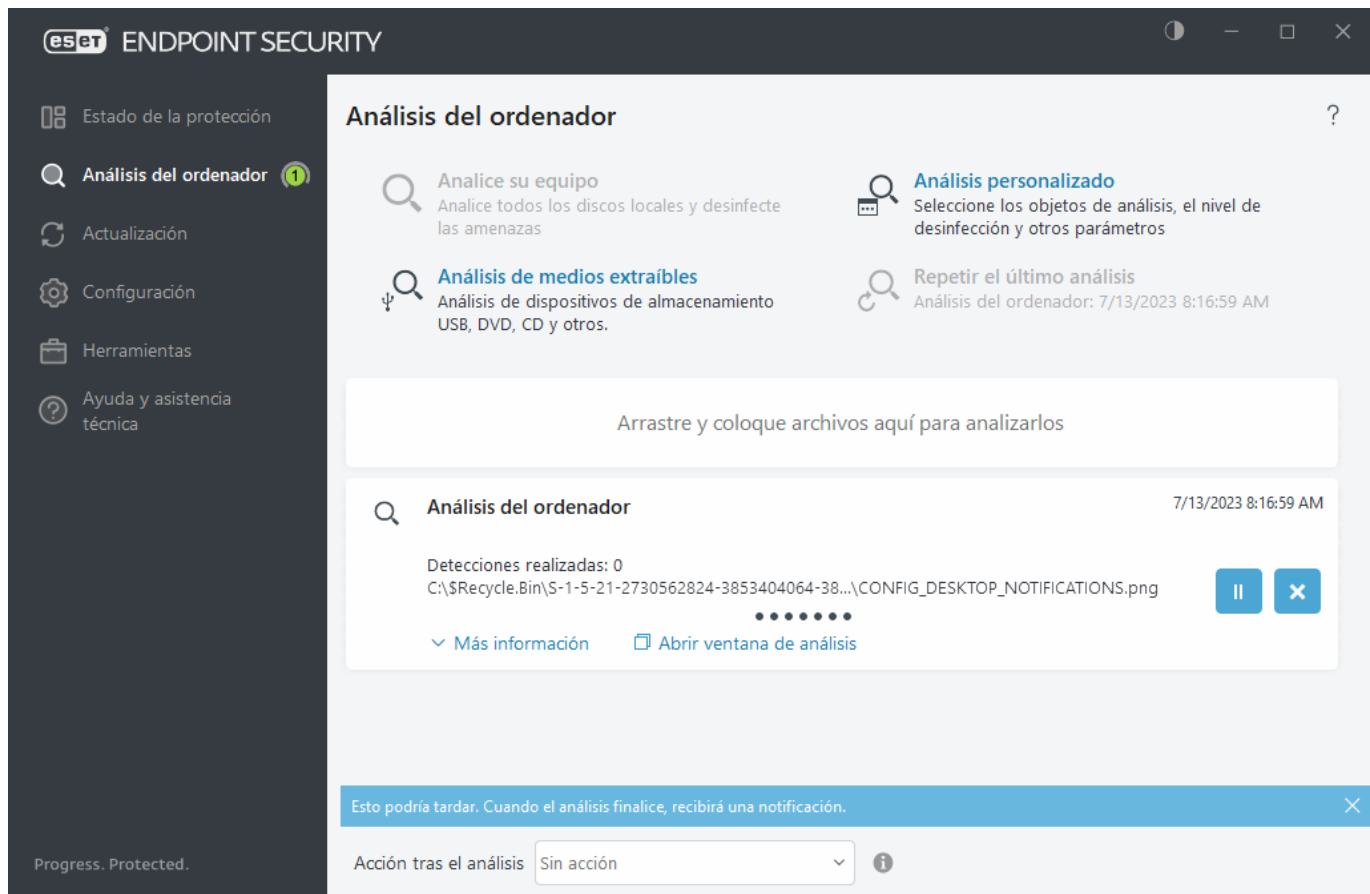 eset ENDPOINT SECURITY
Estado de la protección
Análisis del ordenador 1
Actualización
Configuración
Herramientas
Ayuda y asistencia
técnica
Progress. Protected.
Análisis del ordenador
?
Analice su equipo
Analice todos los discos locales y desinfecte
las amenazas
Análisis personalizado
Seleccione los objetos de análisis, el nivel de
desinfección y otros parámetros
Análisis de medios extraíbles
Análisis de dispositivos de almacenamiento
USB, DVD, CD y otros.
Repetir el último análisis
Análisis del ordenador: 7/13/2023 8:16:59 AM
Arrastre y coloque archivos aquí para analizarlos
Análisis del ordenador
7/13/2023 8:16:59 AM
Detecciones realizadas: 0
C:\$Recycle.Bin\S-1-5-21-2730562824-3853404064-38...\CONFIG_DESKTOP_NOTIFICATIONS.png
Más información
Abrir ventana de análisis
Esto podría tardar. Cuando el análisis finalice, recibirá una notificación.
Acción tras el análisis
Sin acción